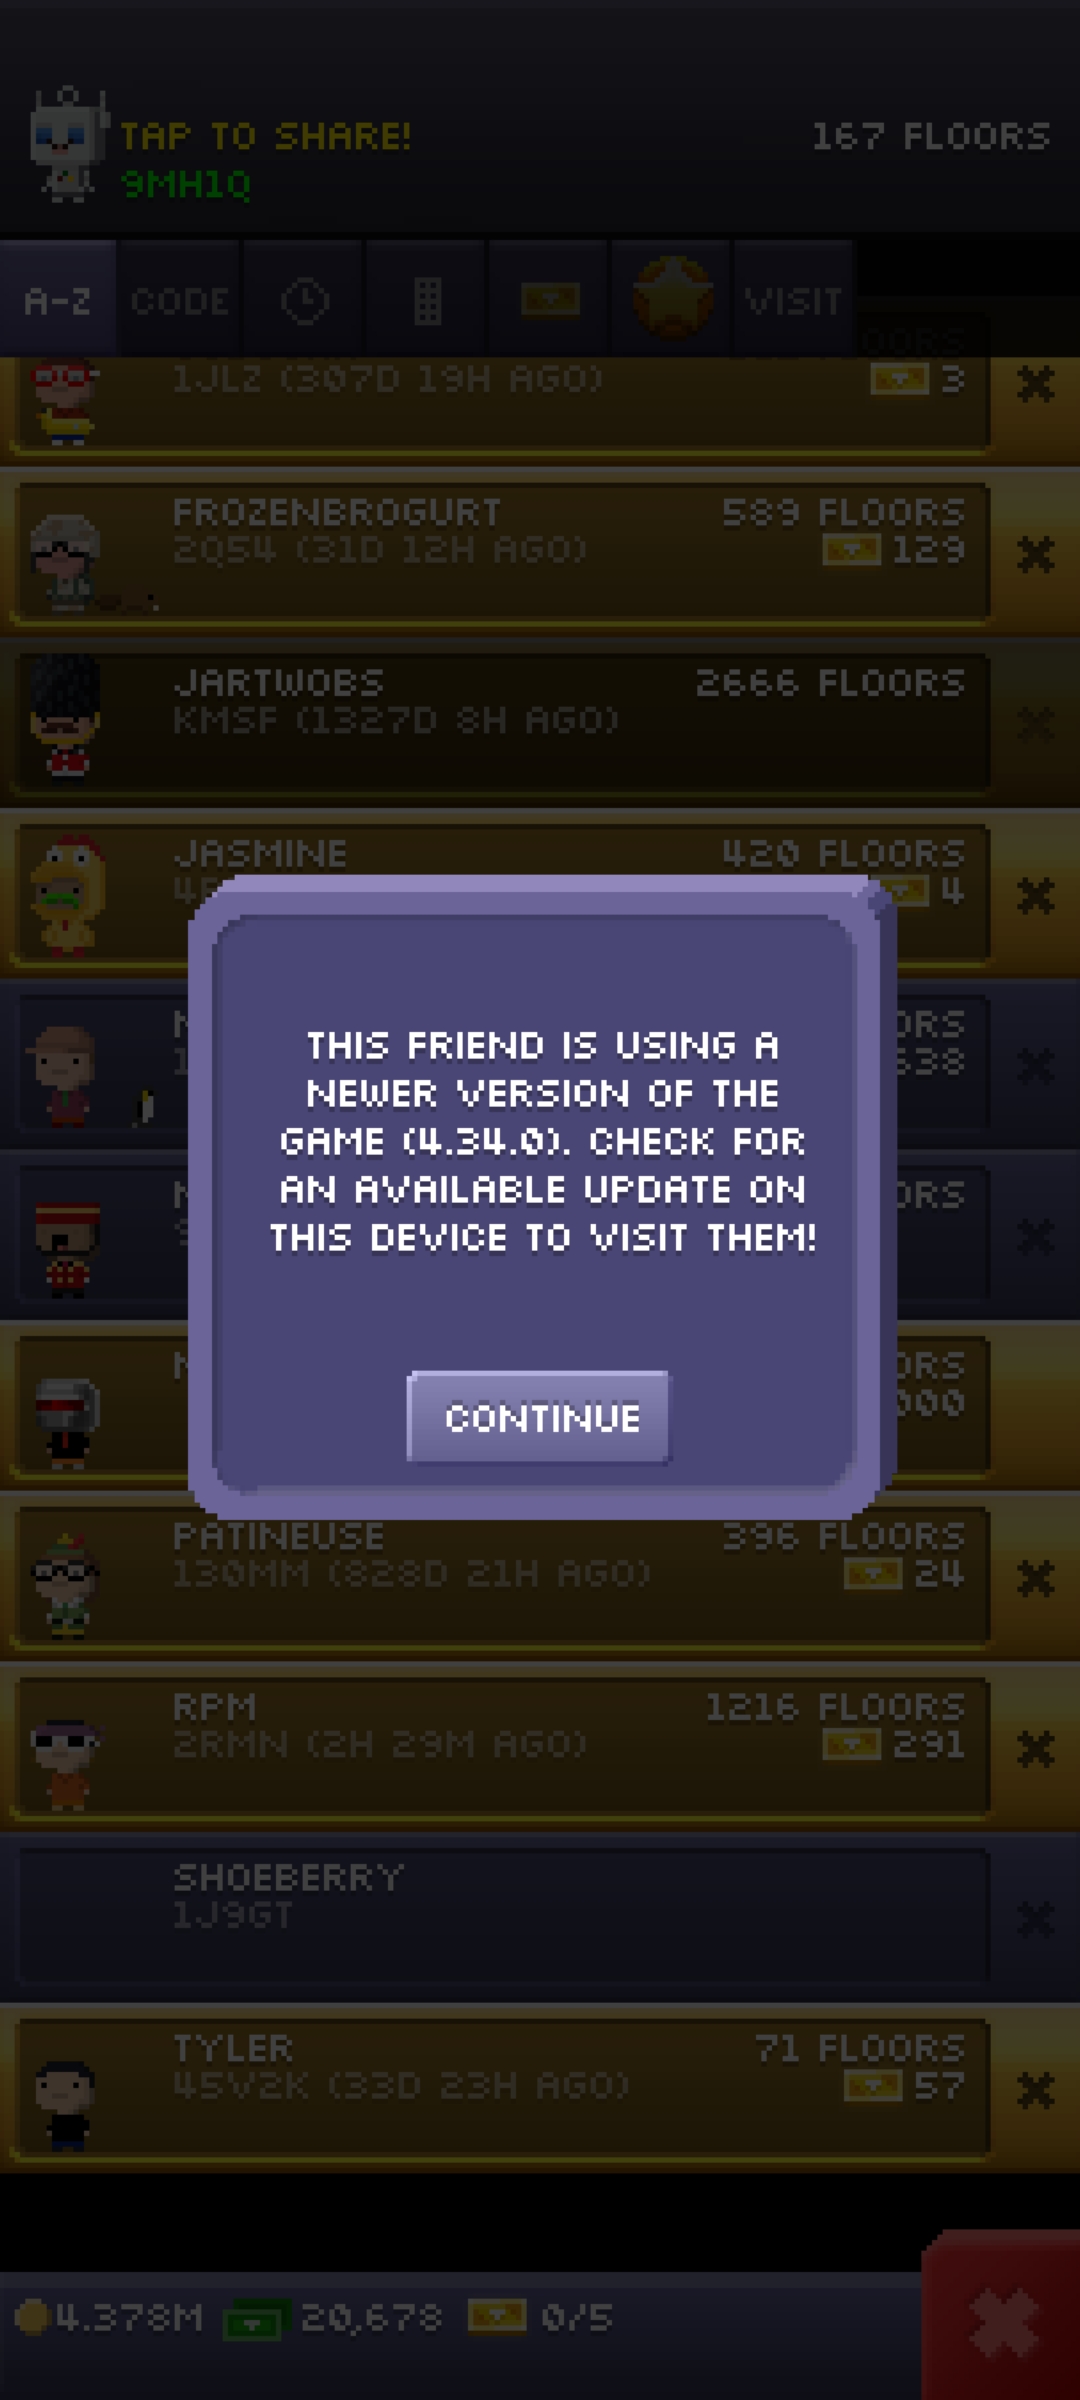 TAP TO SHARE!
167 FLOORS
9MH1Q
A-Z CODE VISIT
1JLZ (307D 19H AGO) 3
FROZENBROGURT 589 FLOORS
2Q54 (31D 12H AGO) 129
JARTWOBS 2666 FLOORS
KMSF (1327D 8H AGO)
JASMINE 420 FLOORS
4
THIS FRIEND IS USING A
NEWER VERSION OF THE
GAME (4.34.0). CHECK FOR
AN AVAILABLE UPDATE ON
THIS DEVICE TO VISIT THEM!
CONTINUE
PATINEUSE 396 FLOORS
130MM (828D 21H AGO) 24
RPM 1216 FLOORS
2RMN (2H 29M AGO) 291
SHOEBERRY
1J9GT
TYLER 71 FLOORS
45V2K (33D 23H AGO) 57
4.378M 20,678 0/5